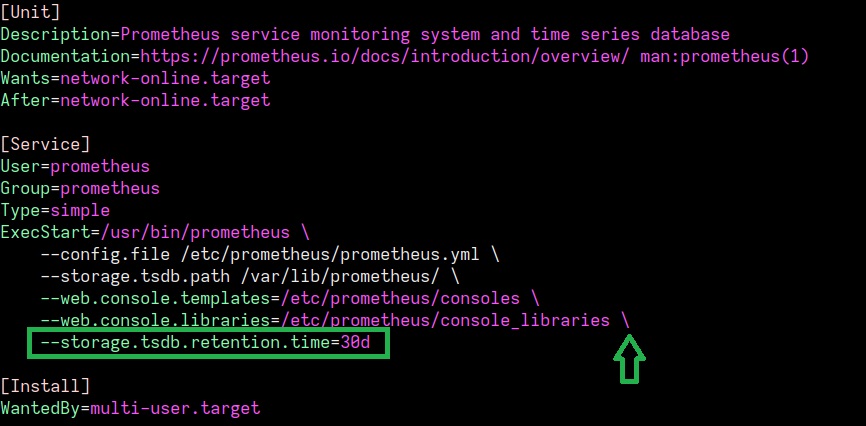 [Unit]
Description=Prometheus service monitoring system and time series database
Documentation=https://prometheus.io/docs/introduction/overview/ man:prometheus(1)
Wants=network-online.target
After=network-online.target
[Service]
User=prometheus
Group=prometheus
Type=simple
ExecStart=/usr/bin/prometheus \
    --config.file /etc/prometheus/prometheus.yml \
    --storage.tsdb.path /var/lib/prometheus/ \
    --web.console.templates=/etc/prometheus/consoles \
    --web.console.libraries=/etc/prometheus/console_libraries \
    --storage.tsdb.retention.time=30d
[Install]
WantedBy=multi-user.target